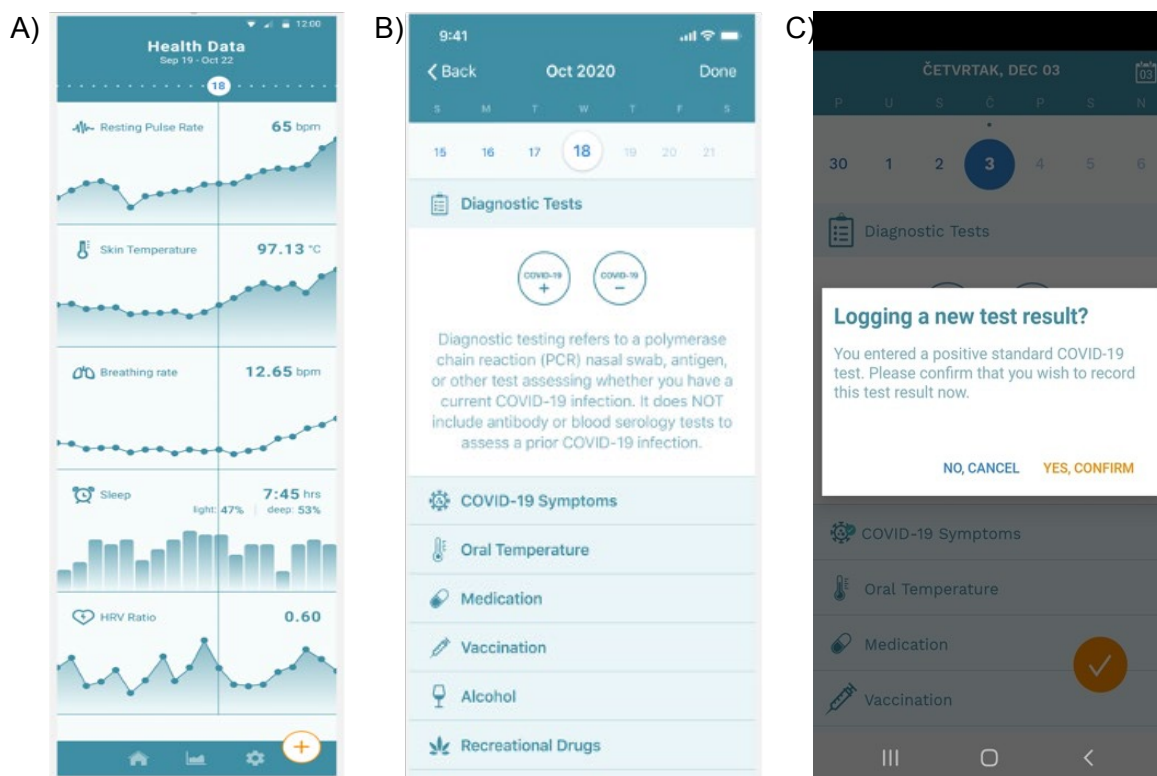 A)
12:00
Health Data
Sep 19 - Oct 22
18
Resting Pulse Rate 65 bpm
Skin Temperature 97.13 °C
Breathing rate 12.65 bpm
Sleep 7:45 hrs
light: 47% deep: 53%
HRV Ratio 0.60
+
B)
9:41
Back Oct 2020 Done
S M T W T F S
15 16 17 18 19 20 21
Diagnostic Tests
COVID-19 + COVID-19 –
Diagnostic testing refers to a polymerase
chain reaction (PCR) nasal swab, antigen,
or other test assessing whether you have a
current COVID-19 infection. It does NOT
include antibody or blood serology tests to
assess a prior COVID-19 infection.
COVID-19 Symptoms
Oral Temperature
Medication
Vaccination
Alcohol
Recreational Drugs
C)
ČETVRTAK, DEC 03 03
P U S Č P S N
30 1 2 3 4 5 6
Diagnostic Tests
Logging a new test result?
You entered a positive standard COVID-19
test. Please confirm that you wish to record
this test result now.
NO, CANCEL YES, CONFIRM
COVID-19 Symptoms
Oral Temperature
Medication
Vaccination